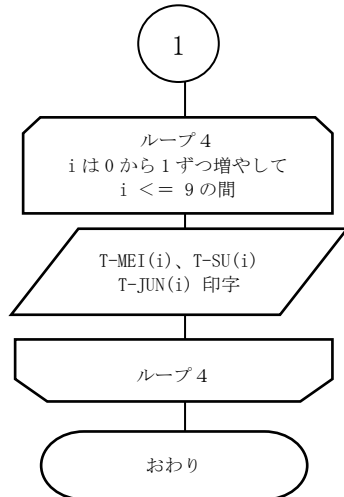 1
ループ４
iは０から１ずつ増やして
i <= 9の間
T-MEI(i)、T-SU(i)
T-JUN(i) 印字
ループ４
おわり